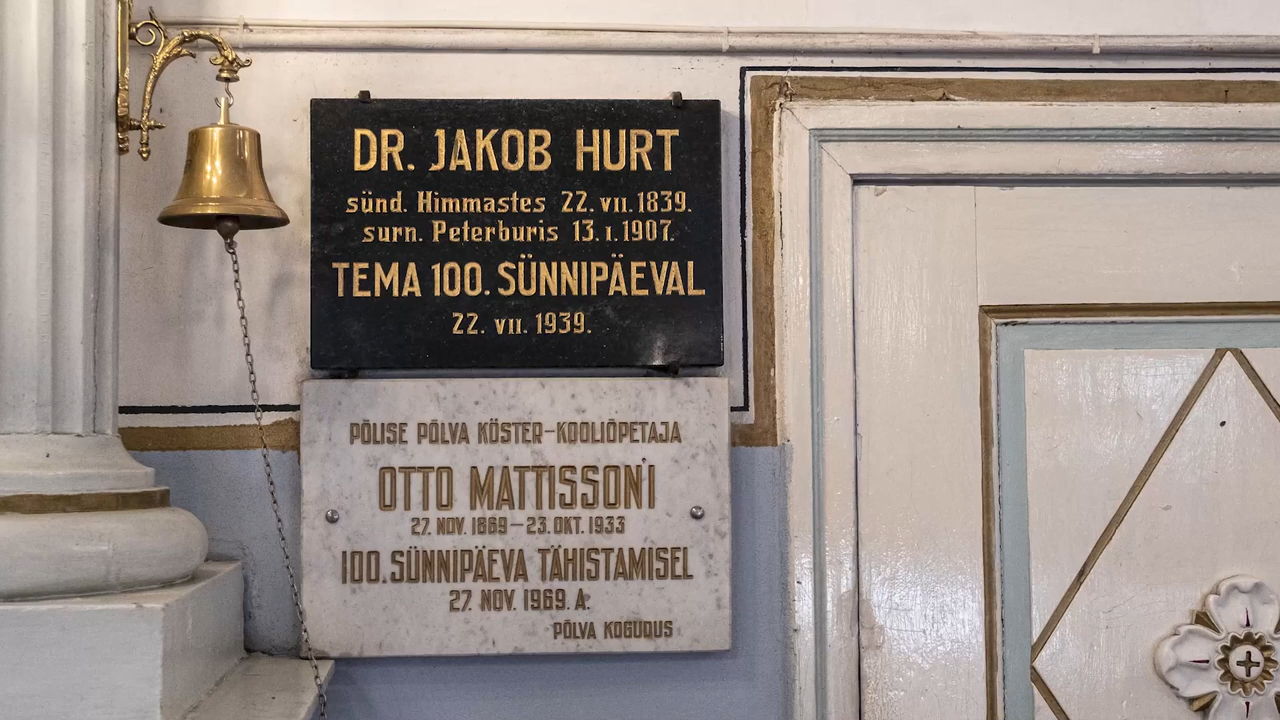 DR. JAKOB HURT
sünd. Himmastes 22. VII. 1839.
surn. Peterburis 13. I. 1907.
TEMA 100. SÜNNIPÄEVAL
22. VII. 1939.
PÕLISE PÕLVA KÖSTER-KOOLIÕPETAJA
OTTO MATTISSONI
27. NOV. 1869 – 23. OKT. 1933
100. SÜNNIPÄEVA TÄHISTAMISEL
27. NOV. 1969. A.
PÕLVA KOGUDUS